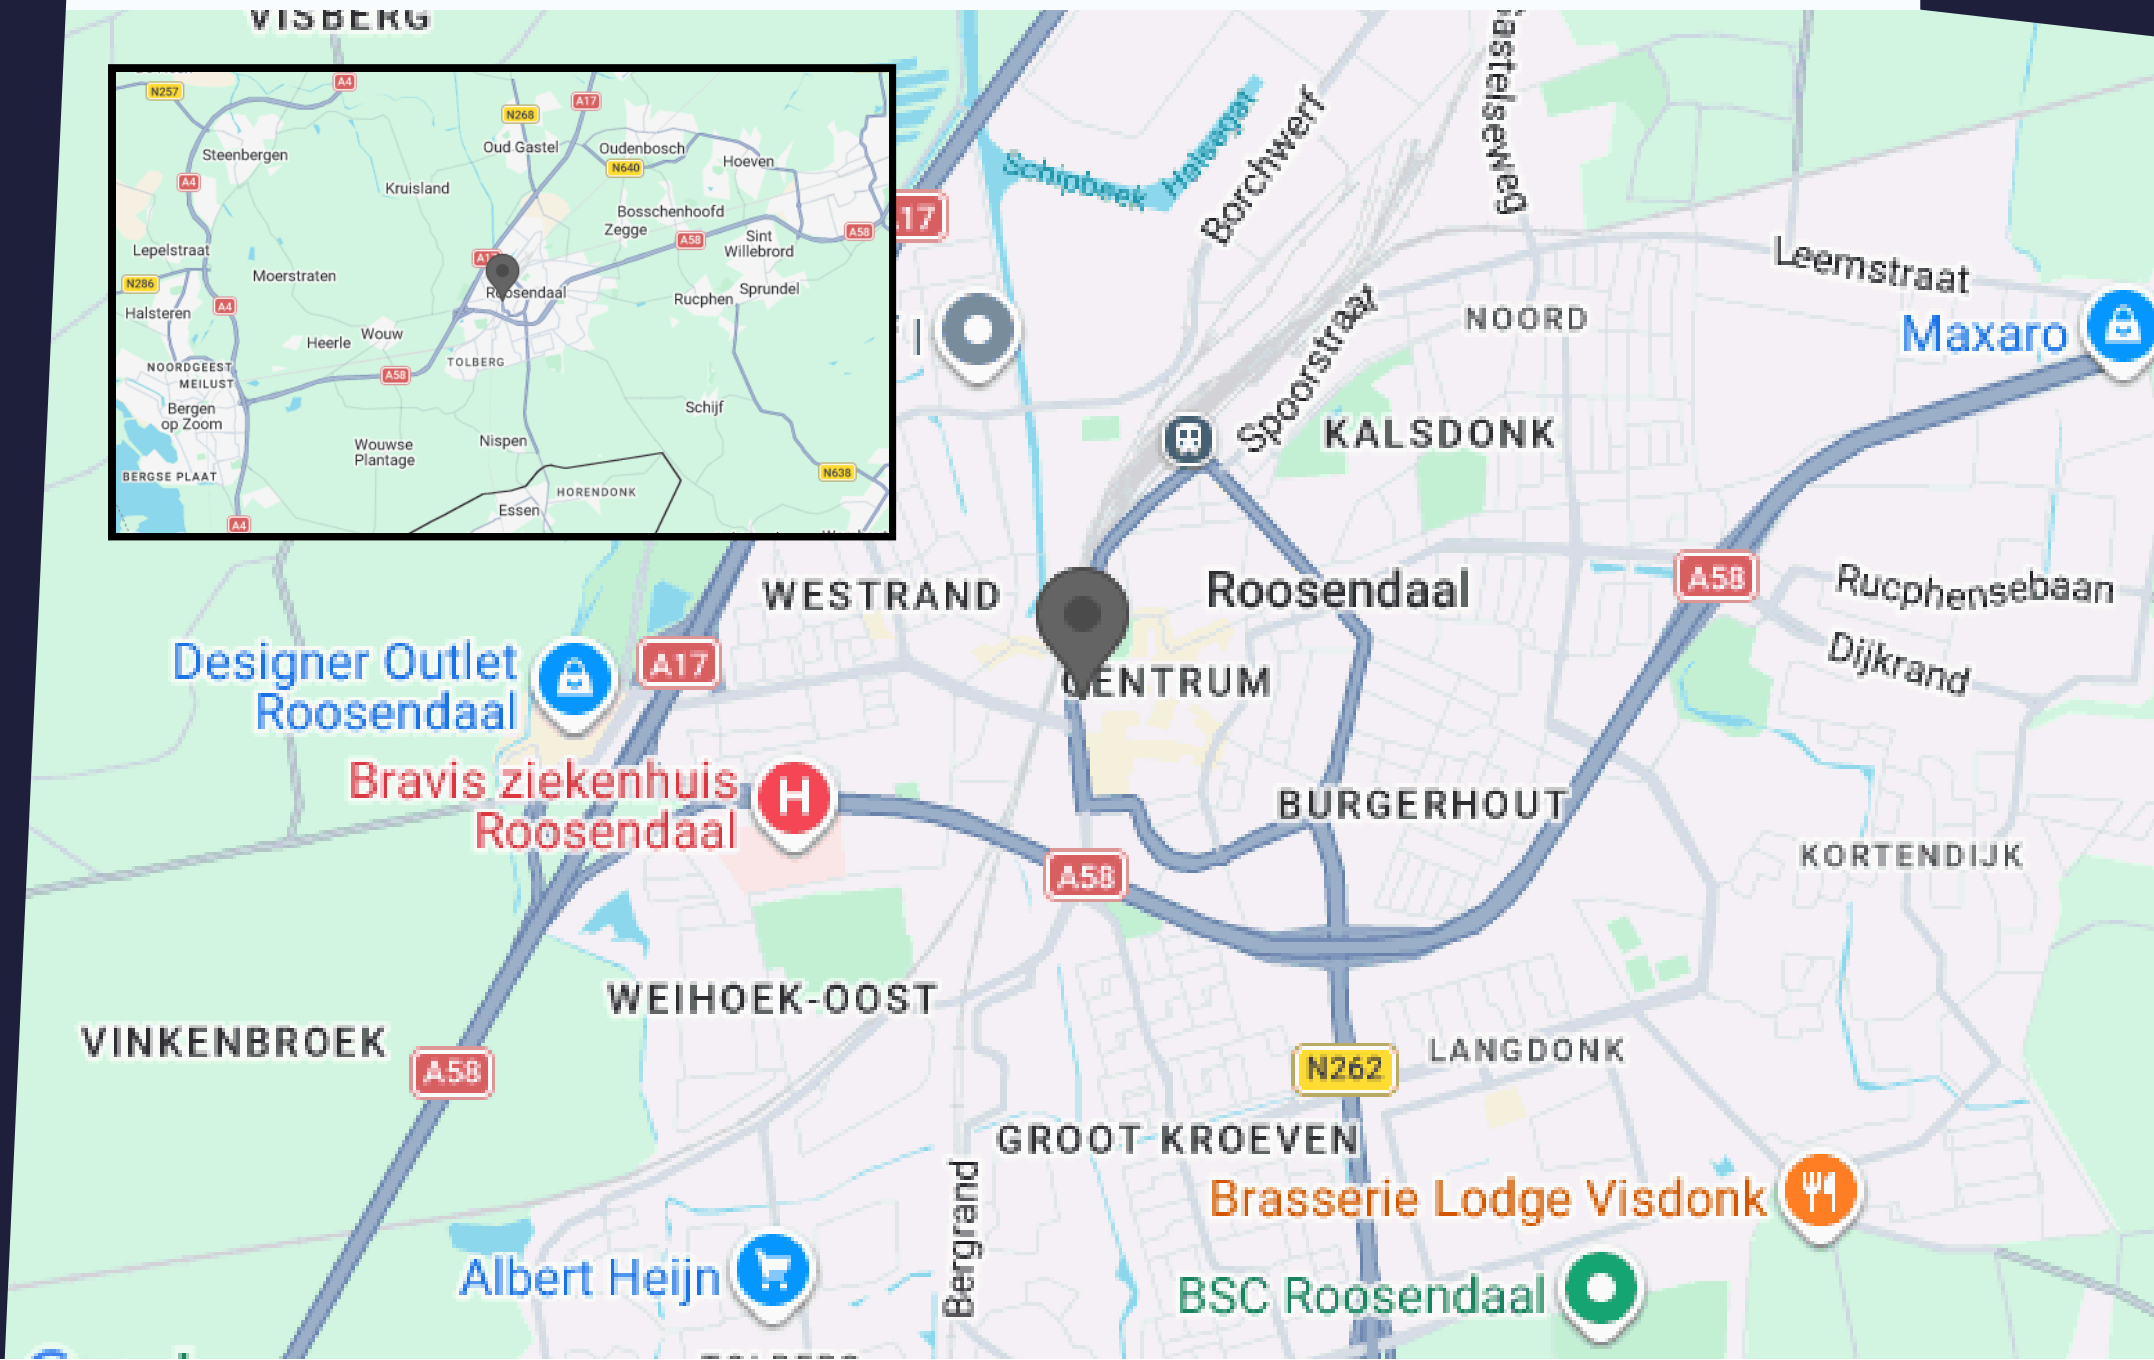 VISBERG
N257
A4
A17
N268
Oud Gastel
Oudenbosch
Hoeven
N640
Steenbergen
A4
Kruisland
Bosschenhoofd
Zegge
A58
A58
Sint
Willebrord
Lepelstraat
Moerstraten
N286
Roosendaal
Rucphen
Sprundel
A4
Halsteren
Heerle
Wouw
TOLBERG
NOORDGEEST
MEILUST
A58
Bergen
op Zoom
Schijf
Wouwse
Plantage
Nispen
BERGSE PLAAT
N638
HORENDONK
Essen
A4
Schipbeek
Borchwerf
Leemstraat
NOORD
Maxaro
Spoorstraat
KALSDONK
WESTRAND
Roosendaal
A58
Rucphensebaan
Dijkrand
Designer Outlet
Roosendaal
A17
CENTRUM
Bravis ziekenhuis
Roosendaal
H
BURGERHOUT
KORTENDIJK
A58
WEIHOEK-OOST
VINKENBROEK
A58
N262
LANGDONK
GROOT KROEVEN
Bergrand
Brasserie Lodge Visdonk
Albert Heijn
BSC Roosendaal